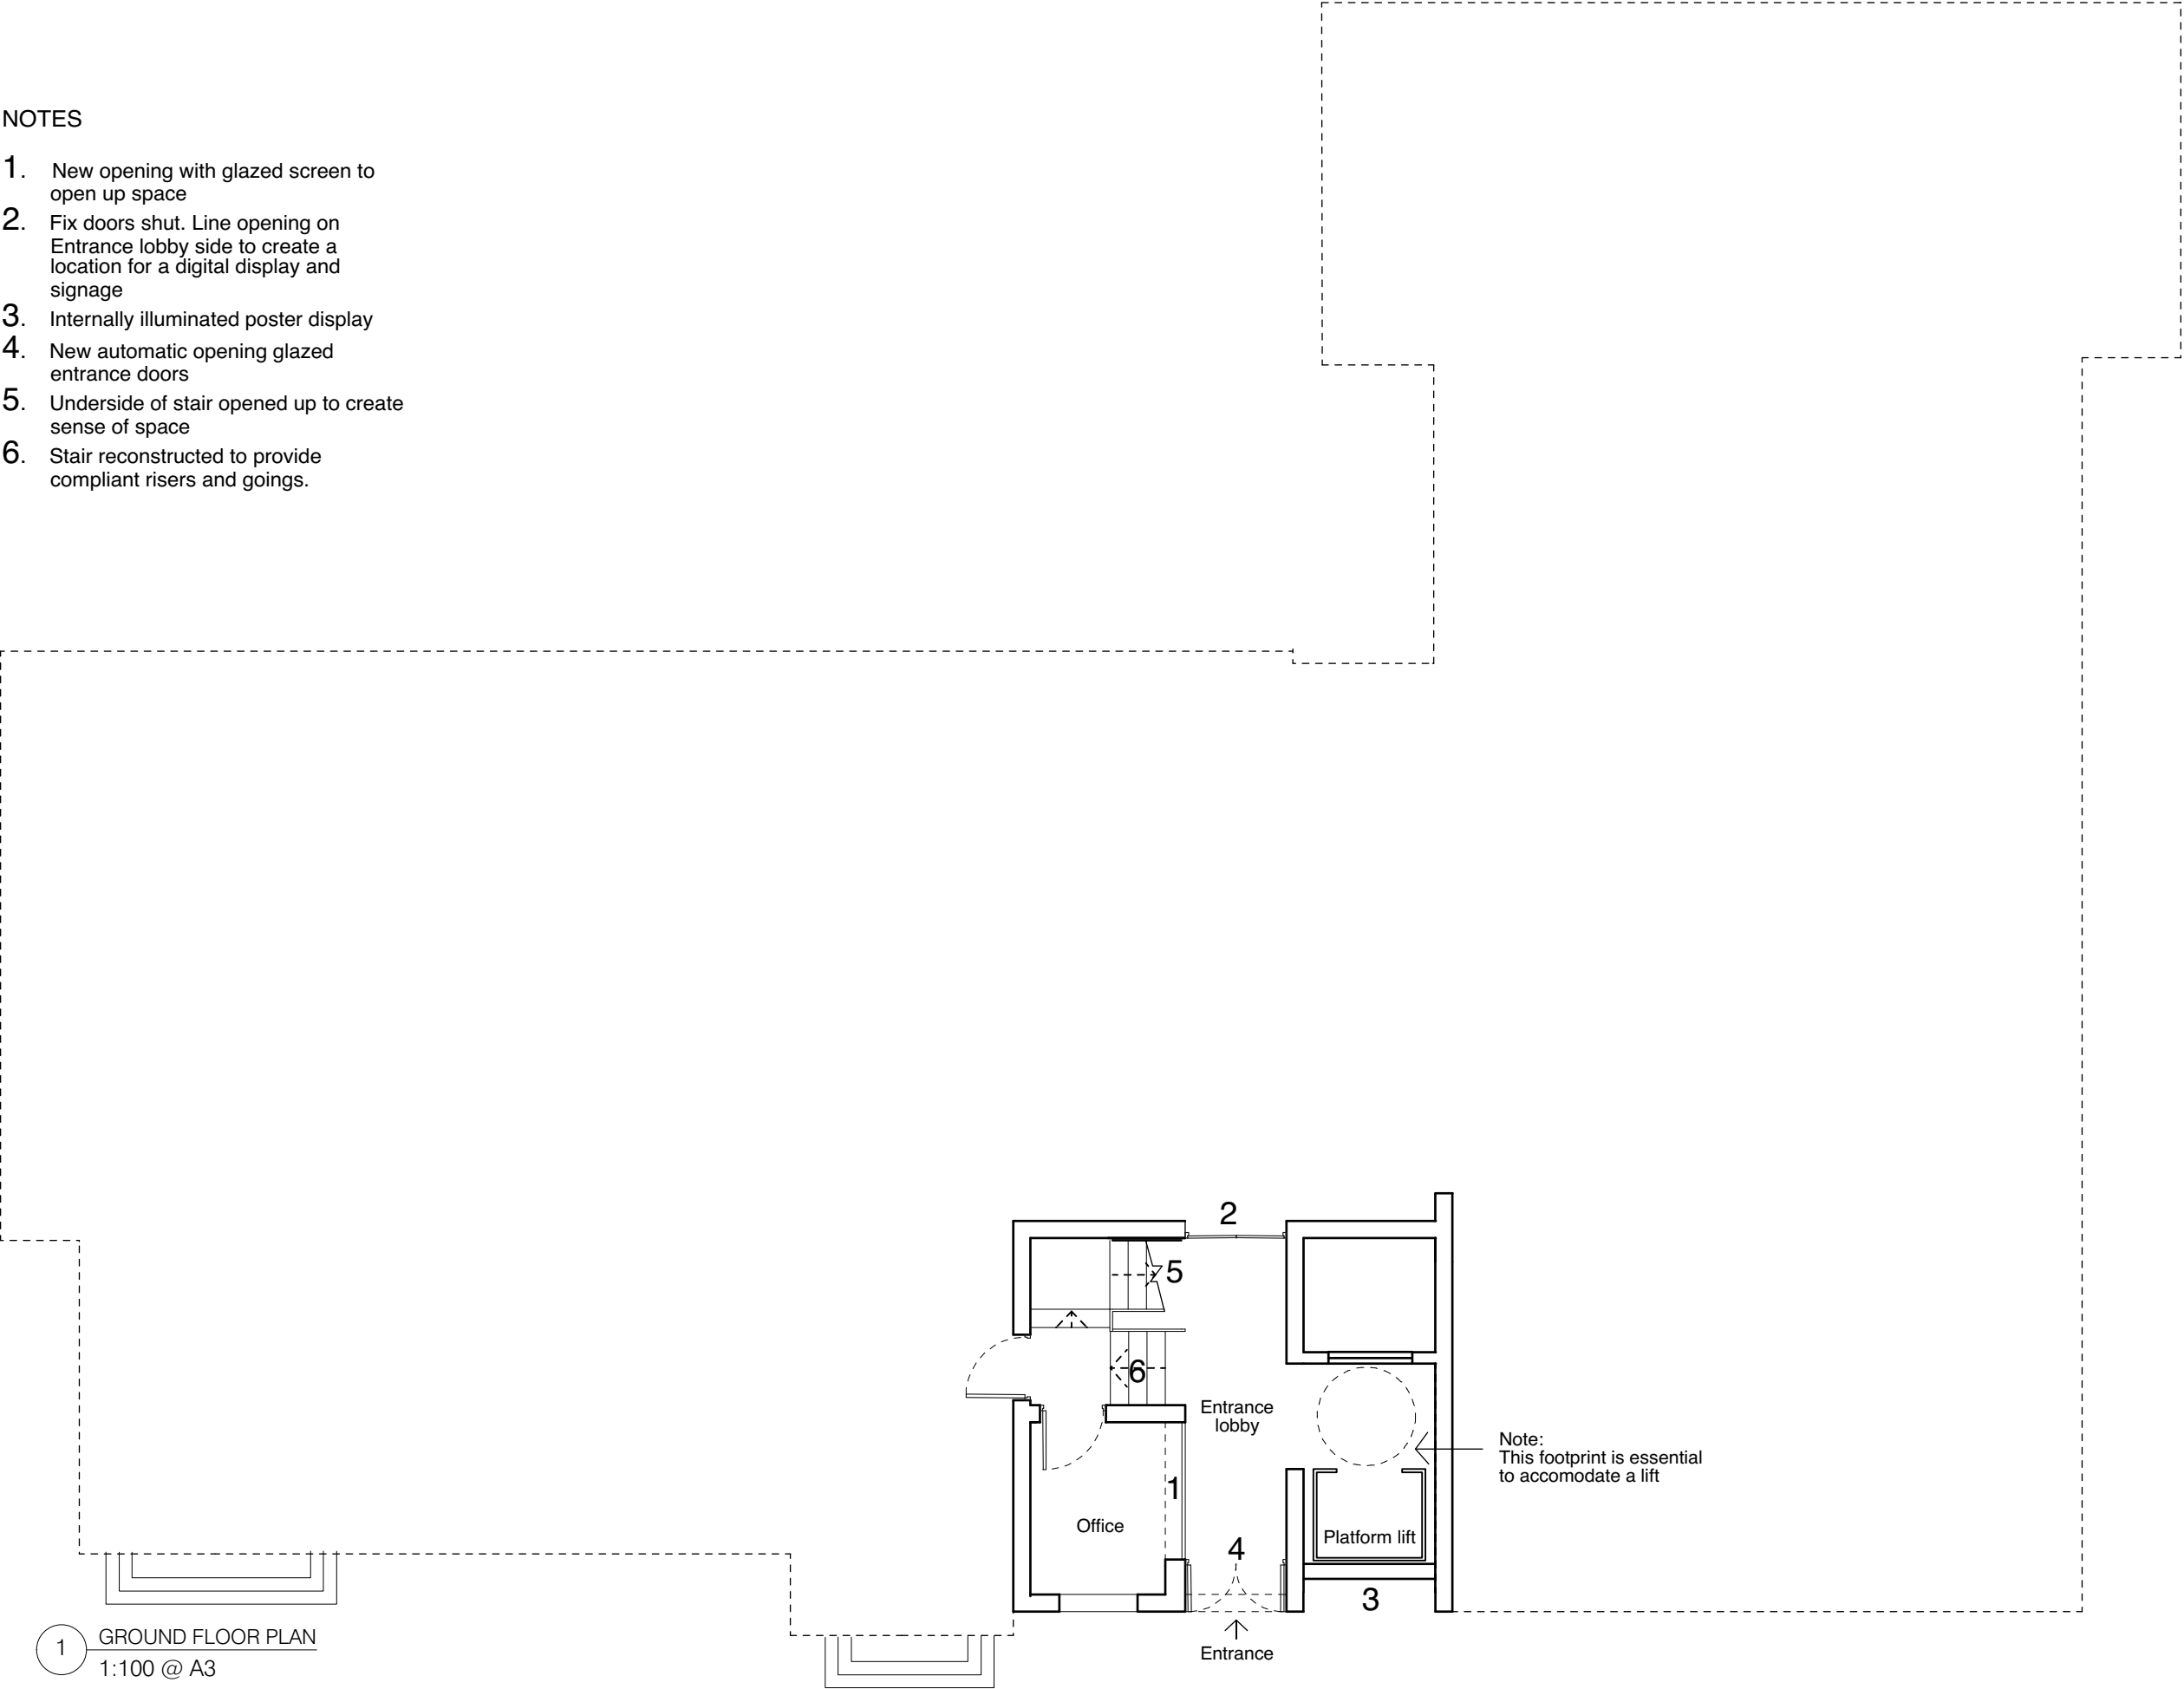 NOTES
1. New opening with glazed screen to
open up space
2. Fix doors shut. Line opening on
Entrance lobby side to create a
location for a digital display and
signage
3. Internally illuminated poster display
4. New automatic opening glazed
entrance doors
5. Underside of stair opened up to create
sense of space
6. Stair reconstructed to provide
compliant risers and goings.
2
5
6
Entrance
lobby
Note:
This footprint is essential
to accomodate a lift
1
Office
Platform lift
4
3
Entrance
1 GROUND FLOOR PLAN
1:100 @ A3